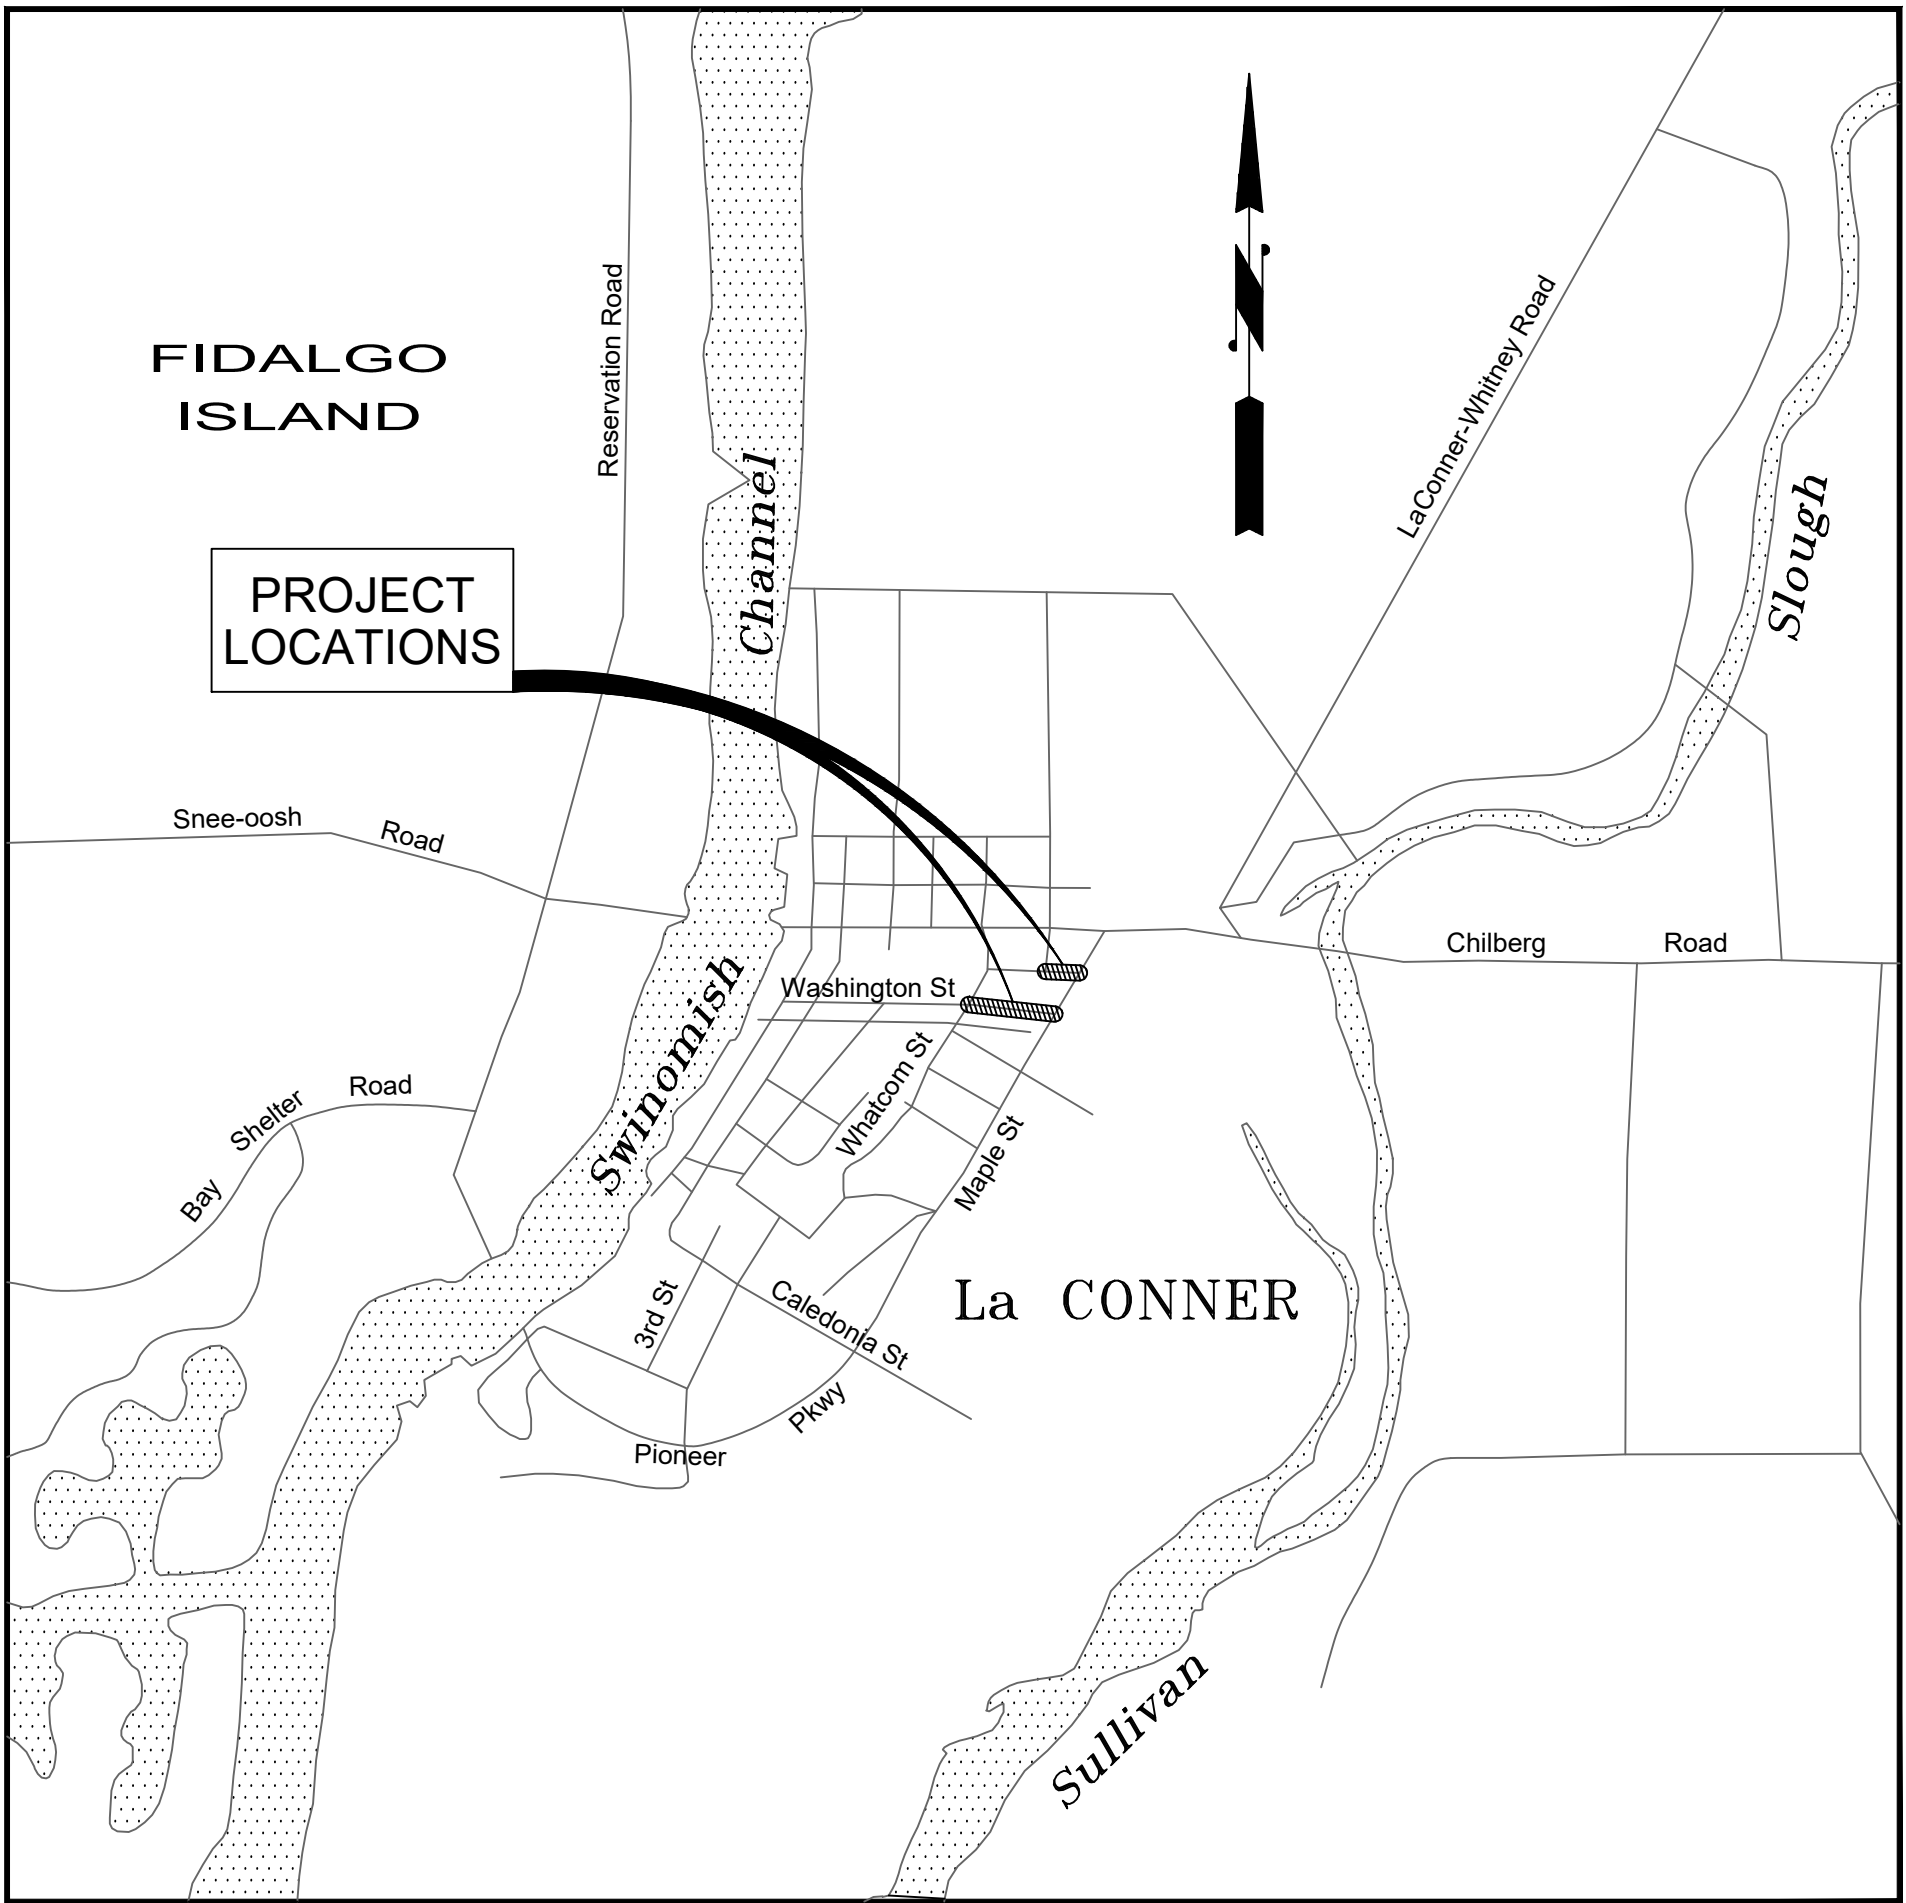 Reservation Road
LaConner-Whitney Road
N
FIDALGO
ISLAND
Channel
Slough
PROJECT
LOCATIONS
Snee-oosh Road
Chilberg Road
Washington St
Swinomish
Whatcom St
Bay Shelter Road
Maple St
La CONNER
3rd St
Caledonia St
Pioneer Pkwy
Sullivan